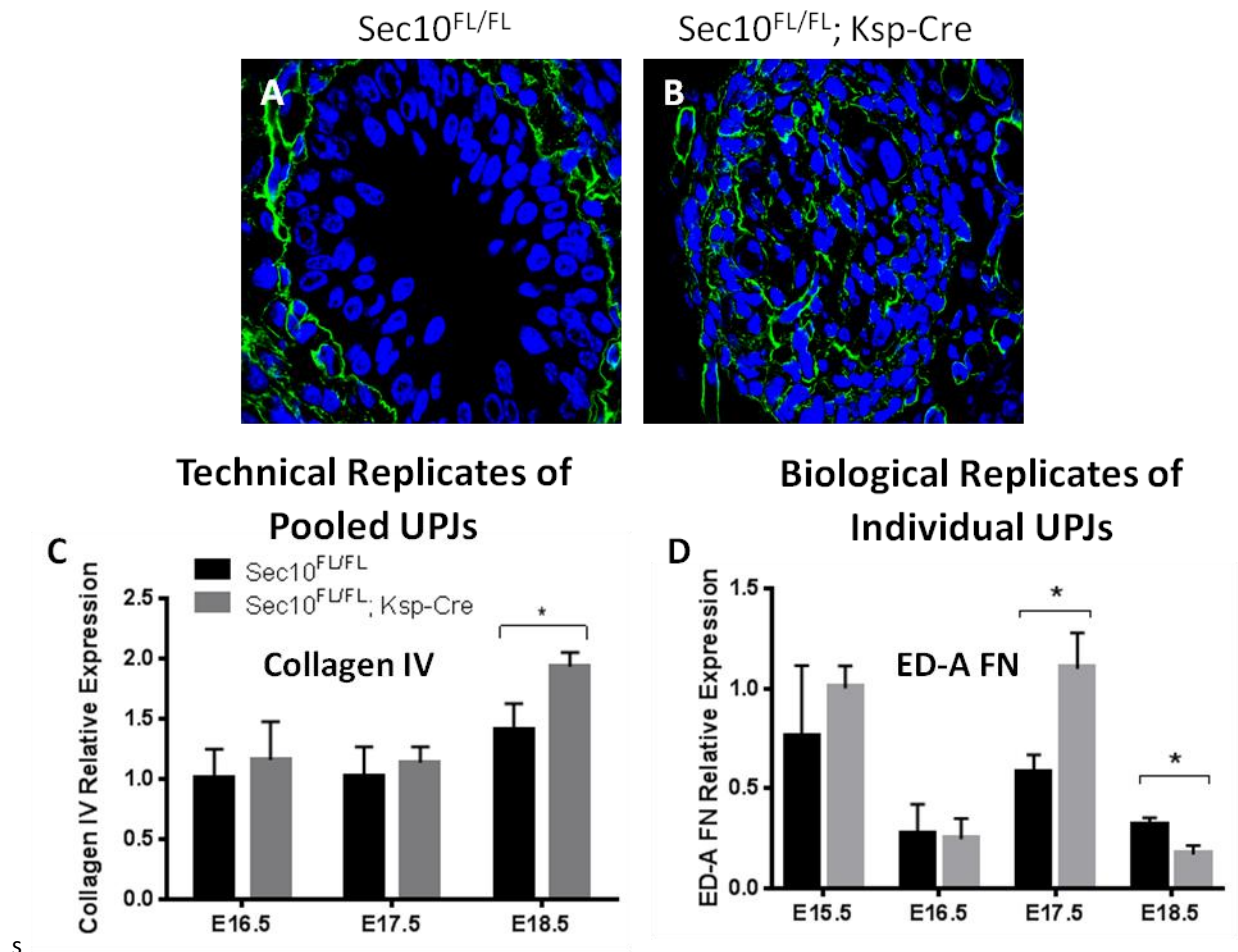 Sec10FL/FL
Sec10FL/FL; Ksp-Cre
A
B
Technical Replicates of
Pooled UPJs
C
Sec10FL/FL
Sec10FL/FL; Ksp-Cre
Collagen IV Relative Expression
2.5
2.0
1.5
1.0
0.5
0.0
Collagen IV
*
E16.5
E17.5
E18.5
Biological Replicates of
Individual UPJs
D
ED-A FN Relative Expression
1.5
1.0
0.5
0.0
ED-A FN
*
*
E15.5
E16.5
E17.5
E18.5
s